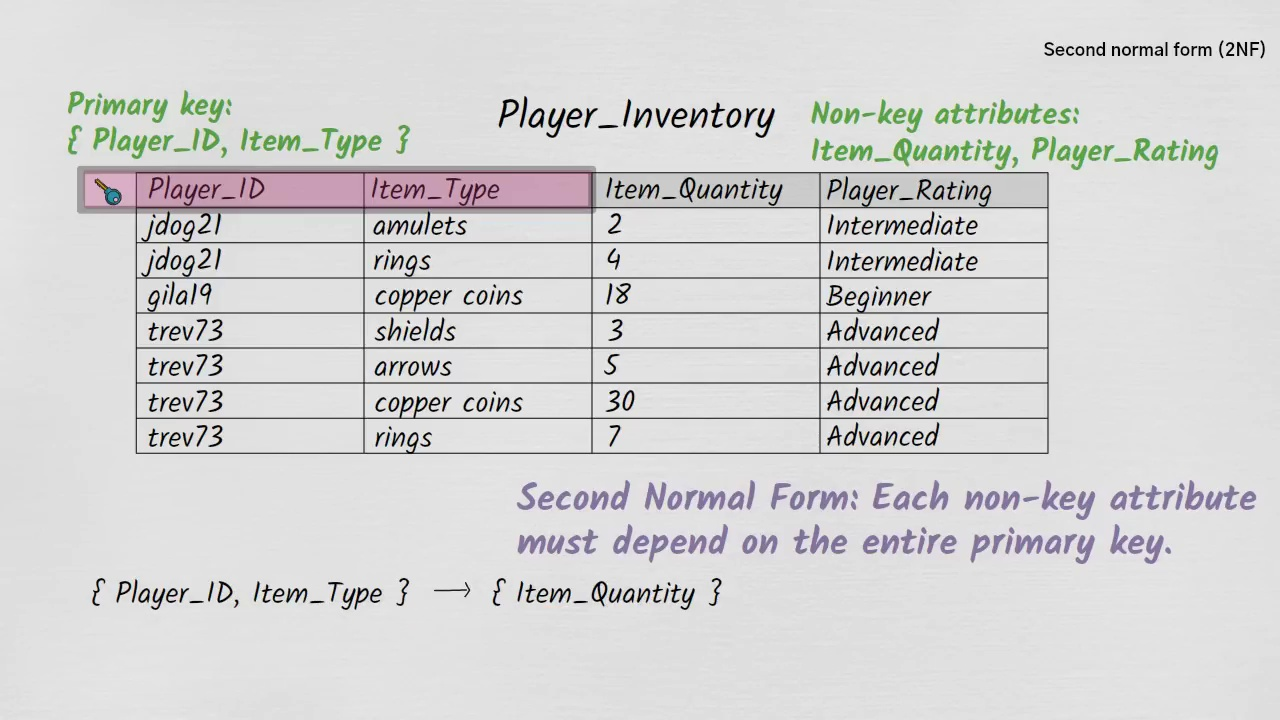 Second normal form (2NF)
Primary key:
{ Player_ID, Item_Type }
Player_Inventory
Non-key attributes:
Item_Quantity, Player_Rating
Player_ID Item_Type Item_Quantity Player_Rating
jdog21 amulets 2 Intermediate
jdog21 rings 4 Intermediate
gila19 copper coins 18 Beginner
trev73 shields 3 Advanced
trev73 arrows 5 Advanced
trev73 copper coins 30 Advanced
trev73 rings 7 Advanced
Second Normal Form: Each non-key attribute
must depend on the entire primary key.
{ Player_ID, Item_Type } → { Item_Quantity }